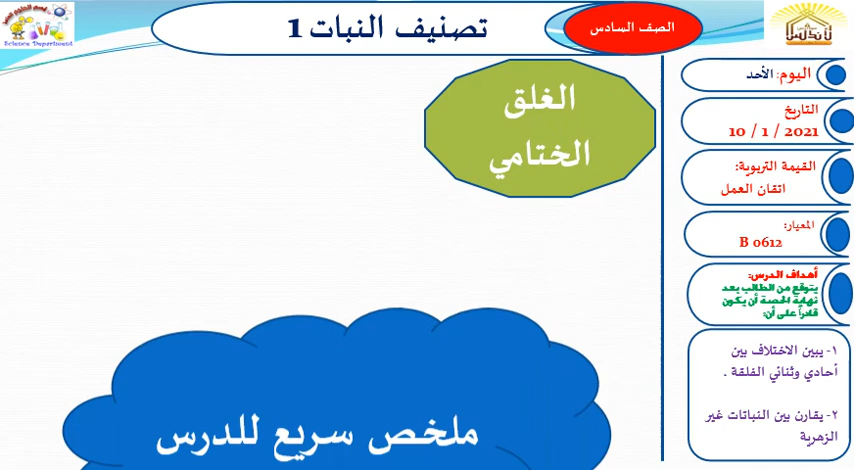 تصنيف النبات 1
الصف السادس
Science Department
اليوم: الأحد
التاريخ
10 / 1 / 2021
القيمة التربوية:
اتقان العمل
المعيار:
B 0612
أهداف الدرس:
يتوقع من الطالب بعد
نهاية الحصة أن يكون
قادراً على أن:
١- يبين الاختلاف بين
أحادي وثنائي الفلقة .
٢- يقارن بين النباتات غير
الزهرية
الغلق
الختامي
ملخص سريع للدرس